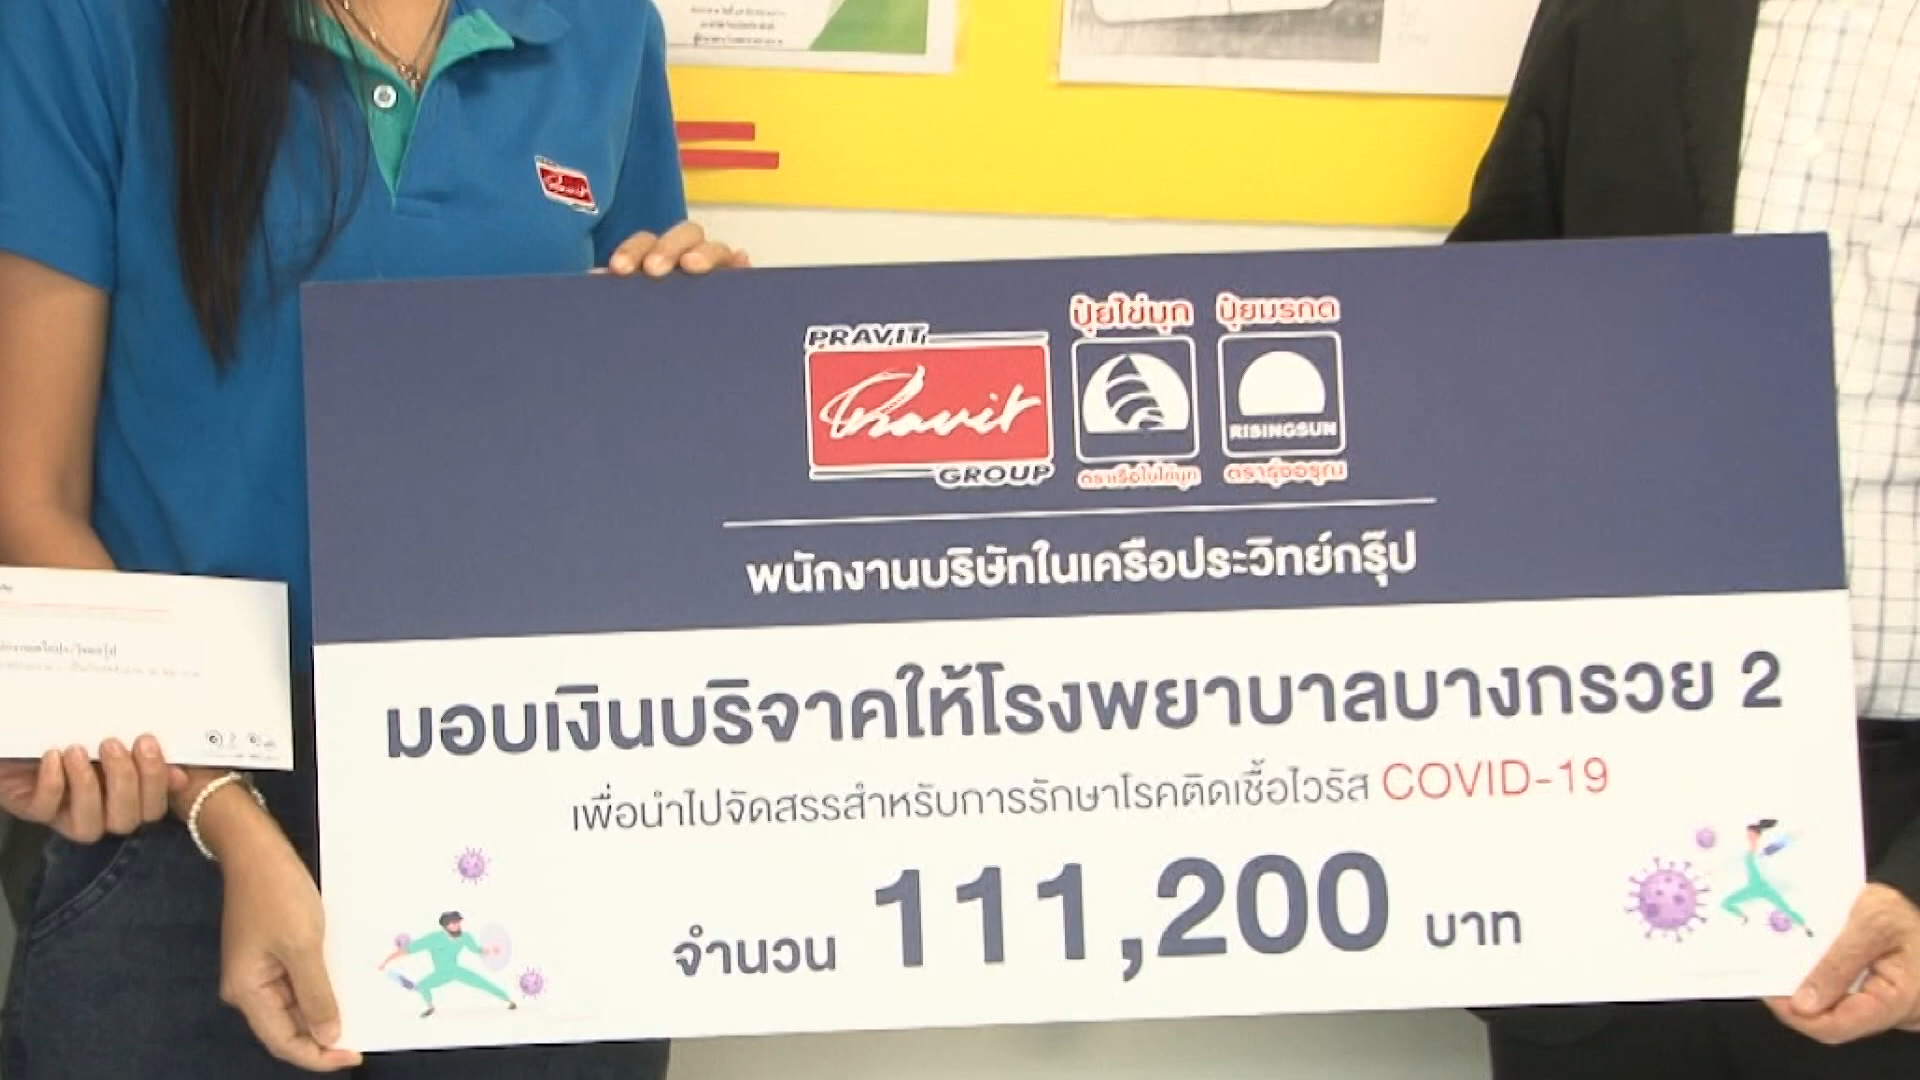 PRAVIT
Pravit
GROUP
ปุ๋ยไข่มุก
ตราเรือใบไข่มุก
ปุ๋ยมรกต
RISINGSUN
ตรารุ่งอรุณ
พนักงานบริษัทในเครือประวิทย์กรุ๊ป
มอบเงินบริจาคให้โรงพยาบาลบางกรวย 2
เพื่อนำไปจัดสรรสำหรับการรักษาโรคติดเชื้อไวรัส COVID-19
จำนวน 111,200 บาท